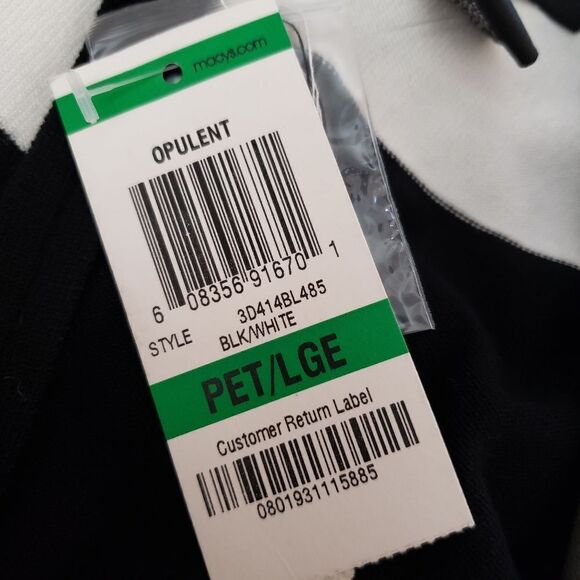 macys.com
OPULENT
6 08356 91670 1
STYLE 3D414BL485
BLK/WHITE
PET/LGE
Customer Return Label
0801931115885